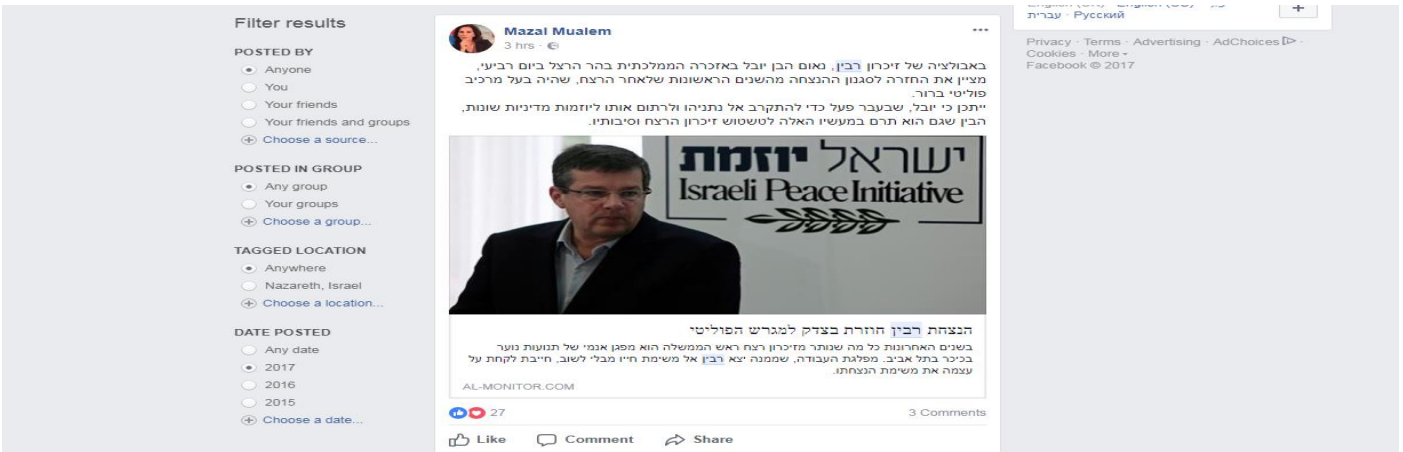 Filter results
POSTED BY
Anyone
You
Your friends
Your friends and groups
Choose a source...
POSTED IN GROUP
Any group
Your groups
Choose a group...
TAGGED LOCATION
Anywhere
Nazareth, Israel
Choose a location...
DATE POSTED
Any date
2017
2016
2015
Choose a date...
Mazal Mualem
3 hrs ·
באבולציה של זיכרון רבין, נאום הבן יובל באזכרה הממלכתית בהר הרצל ביום רביעי,
מציין את החזרה לסגנון ההנצחה מהשנים הראשונות שלאחר הרצח, שהיה בעל מרכיב
פוליטי ברור.
ייתכן כי יובל, שבעבר פעל כדי להתקרב אל נתניהו ולרתום אותו ליוזמות מדיניות שונות,
הבין שגם הוא תרם במעשיו האלה לטשטוש זיכרון הרצח וסיבותיו.
ישראל יוזמת
Israeli Peace Initiative
הנצחת רבין חוזרת בצדק למגרש הפוליטי
בשנים האחרונות כל מה שנותר מזיכרון רצח ראש הממשלה הוא מפגן אנמי של תנועות נוער
בכיכר בתל אביב. מפלגת העבודה, שממנה יצא רבין אל משימת חייו מבלי לשוב, חייבת לקחת על
עצמה את משימת הנצחתו.
AL-MONITOR.COM
27
3 Comments
Like
Comment
Share
עברית · Русский
Privacy · Terms · Advertising · AdChoices ·
Cookies · More
Facebook © 2017